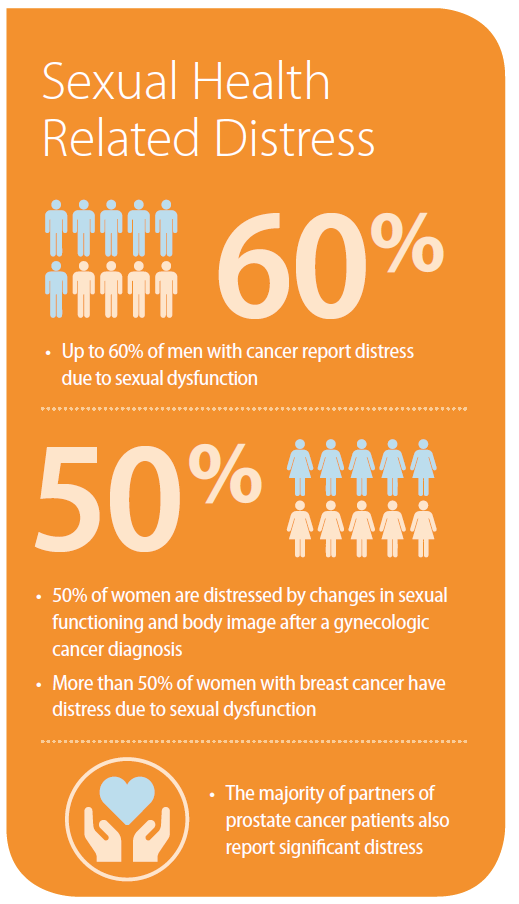 Sexual Health
Related Distress
60%
• Up to 60% of men with cancer report distress
due to sexual dysfunction
50%
• 50% of women are distressed by changes in sexual
functioning and body image after a gynecologic
cancer diagnosis
• More than 50% of women with breast cancer have
distress due to sexual dysfunction
• The majority of partners of
prostate cancer patients also
report significant distress